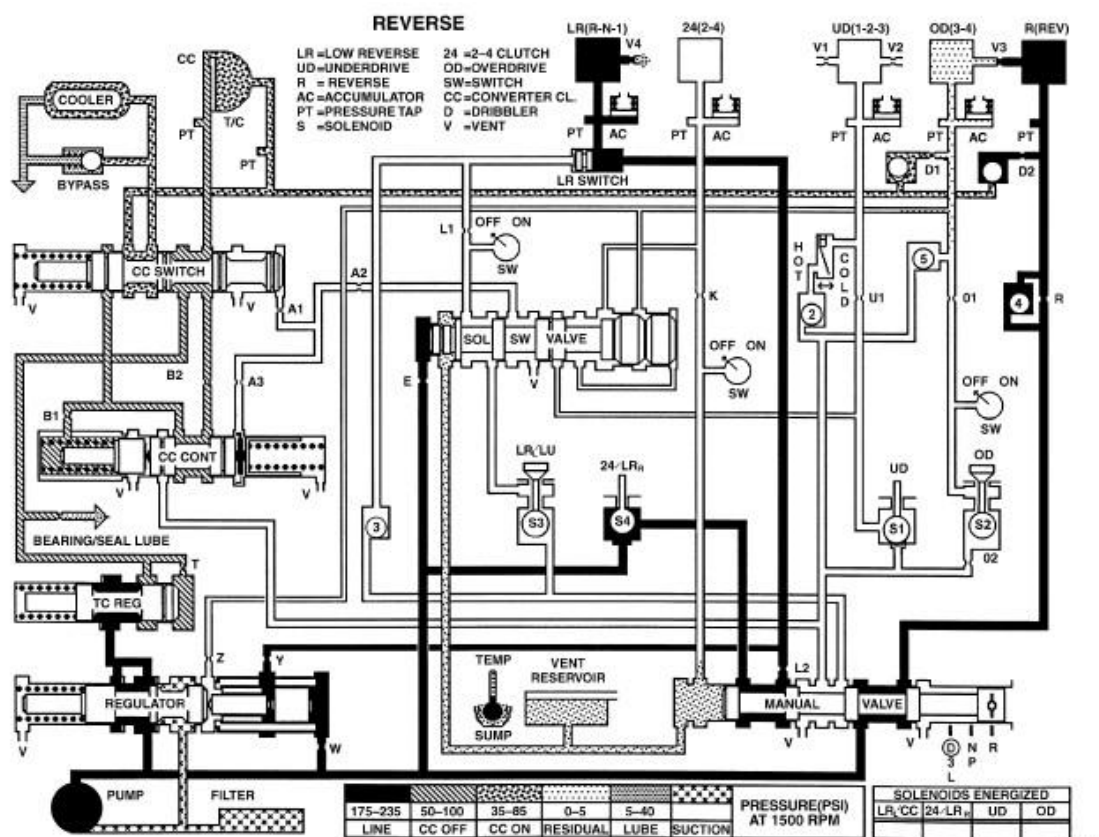 REVERSE
LR =LOW REVERSE 24 =2-4 CLUTCH
UD=UNDERDRIVE OD=OVERDRIVE
R = REVERSE SW=SWITCH
AC=ACCUMULATOR CC=CONVERTER CL.
PT =PRESSURE TAP D =DRIBBLER
S =SOLENOID V =VENT
LR(R-N-1) 24(2-4) UD(1-2-3) OD(3-4) R(REV)
V4 V1 V2 V3
CC
COOLER
T/C
PT
PT
BYPASS
PT AC PT AC PT AC PT AC PT
LR SWITCH
D1 D2
L1
OFF ON
SW
CC SWITCH
V V
A1
A2
HOT
COLD
2
5
U1
O1
4
R
K
SOL SW VALVE
E
V
OFF ON
SW
B2
A3
B1
CC CONT
V V
OFF ON
SW
LR/LU
S3
24/LRR
S4
UD
S1
OD
S2
O2
3
BEARING/SEAL LUBE
T
TC REG
Z Y
REGULATOR
V
W
TEMP
SUMP
VENT
RESERVOIR
L2
MANUAL VALVE
V V
D N R
3 P
L
PUMP
FILTER
175–235 50–100 35–85 0–5 5–40
LINE CC OFF CC ON RESIDUAL LUBE SUCTION
PRESSURE(PSI)
AT 1500 RPM
SOLENOIDS ENERGIZED
LR/CC 24/LRR UD OD